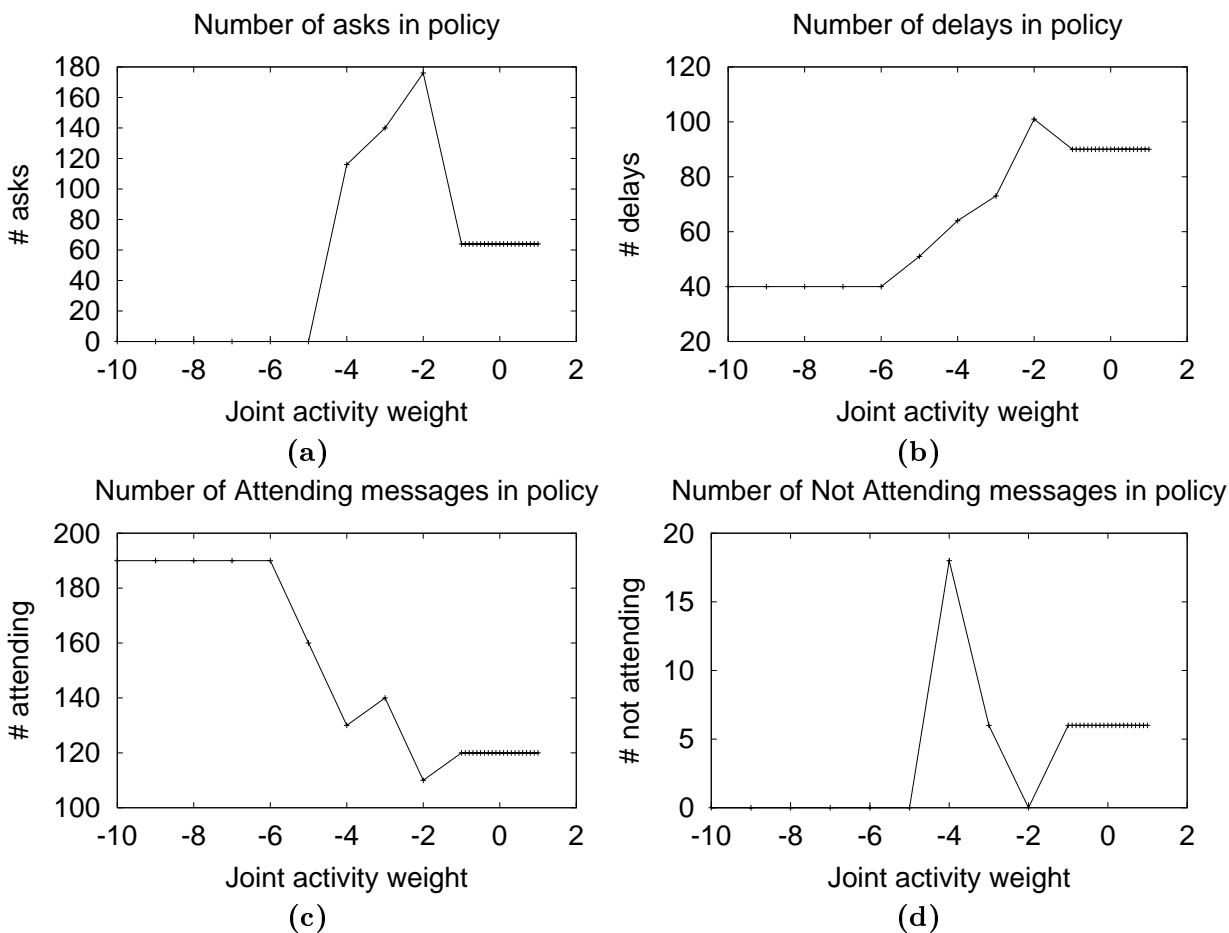 Number of asks in policy
180
160
140
120
100
80
60
40
20
0
# asks
-10 -8 -6 -4 -2 0 2
Joint activity weight
(a)
Number of delays in policy
120
100
80
60
40
20
# delays
-10 -8 -6 -4 -2 0 2
Joint activity weight
(b)
Number of Attending messages in policy
200
180
160
140
120
100
# attending
-10 -8 -6 -4 -2 0 2
Joint activity weight
(c)
Number of Not Attending messages in policy
20
15
10
5
0
# not attending
-10 -8 -6 -4 -2 0 2
Joint activity weight
(d)